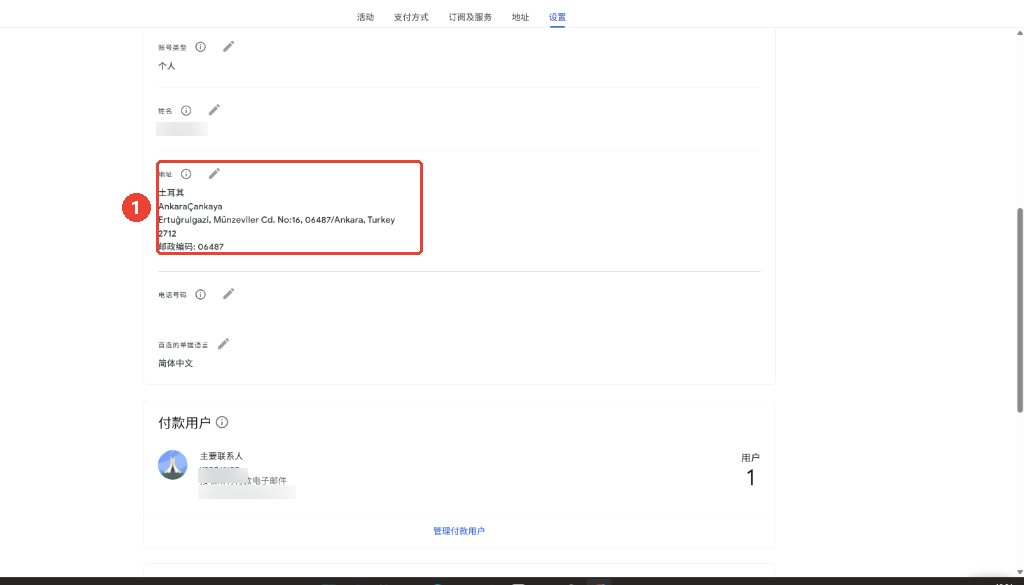 活动 支付方式 订阅及服务 地址 设置
账号类型
个人
姓名
地址
土耳其
AnkaraÇankaya
Ertuğrulgazi, Münzeviler Cd. No:16, 06487/Ankara, Turkey
2712
邮政编码: 06487
1
电话号码
首选的单据语言
简体中文
付款用户
主要联系人
电子邮件
用户
1
管理付款用户